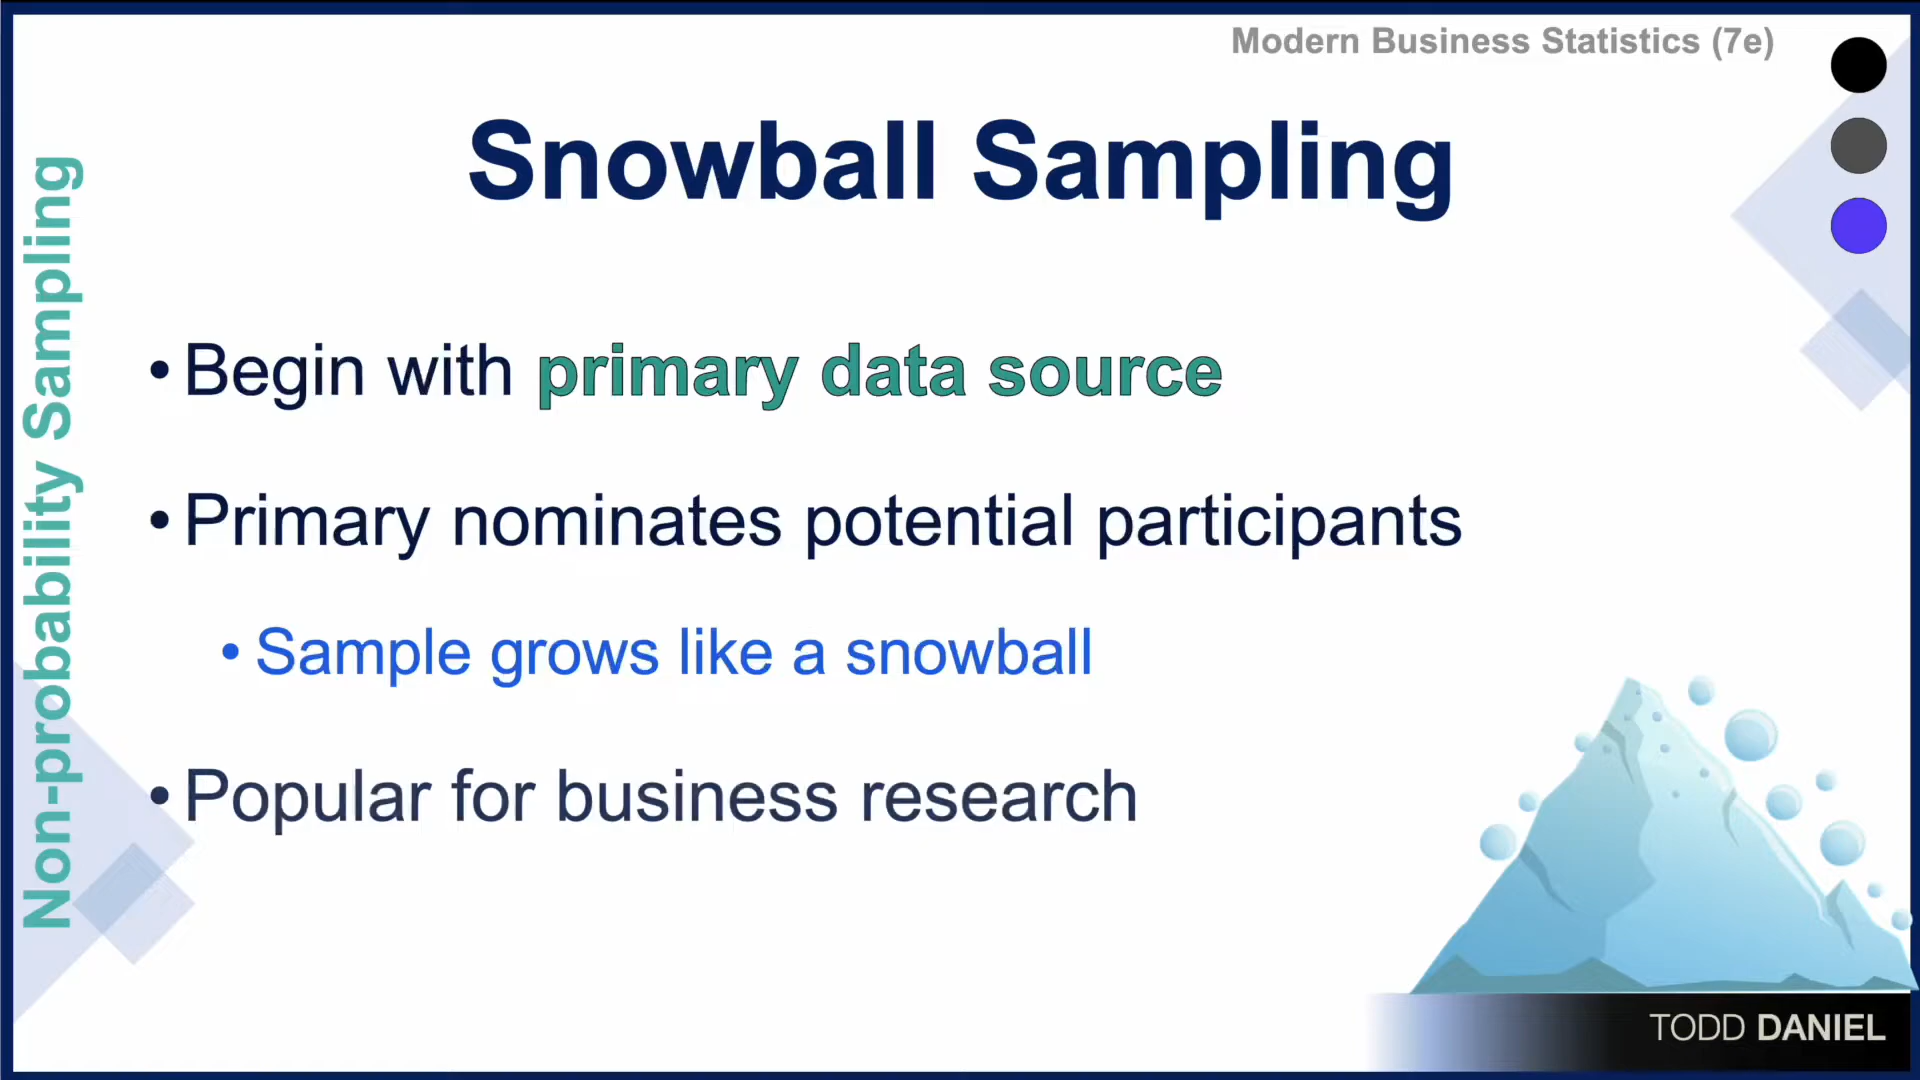 Modern Business Statistics (7e)
Snowball Sampling
Non-probability Sampling
• Begin with primary data source
• Primary nominates potential participants
• Sample grows like a snowball
• Popular for business research
TODD DANIEL